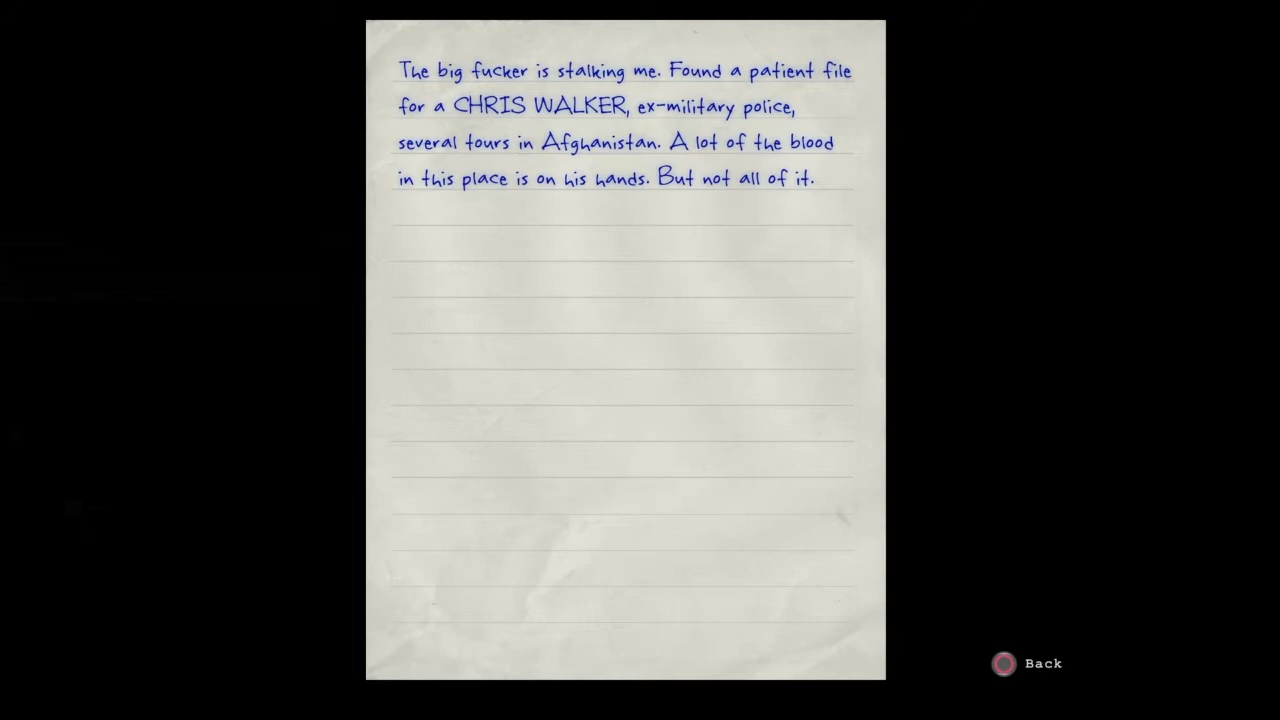 The big fucker is stalking me. Found a patient file
for a CHRIS WALKER, ex-military police,
several tours in Afghanistan. A lot of the blood
in this place is on his hands. But not all of it.
Back